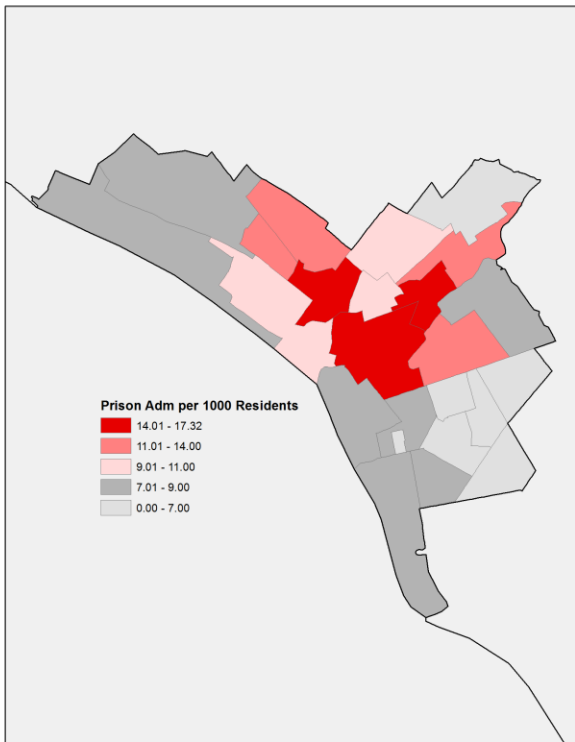 Prison Adm per 1000 Residents
14.01 - 17.32
11.01 - 14.00
9.01 - 11.00
7.01 - 9.00
0.00 - 7.00